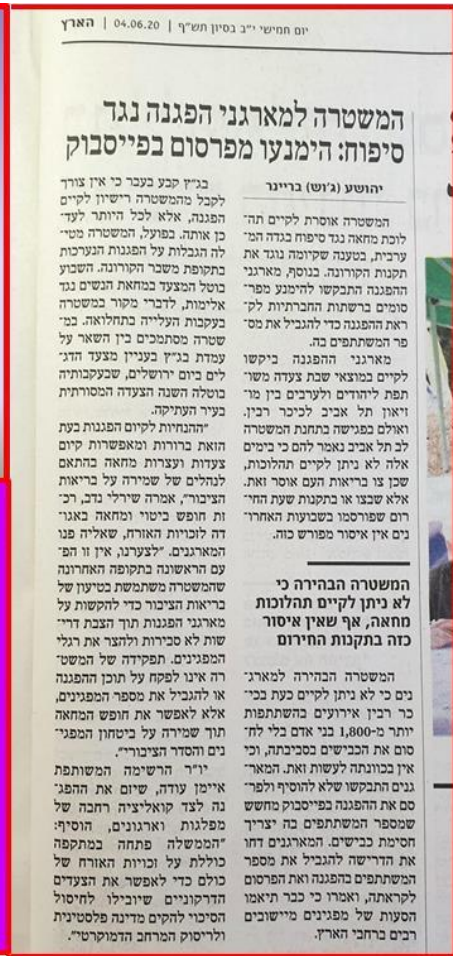 יום חמישי י״ב בסיון תש״ף | 04.06.20 | הארץ
המשטרה למארגני הפגנה נגד
סיפוח: הימנעו מפרסום בפייסבוק
יהושע (ג'וש) בריינר
המשטרה אוסרת לקיים תה־
לוכת מחאה נגד סיפוח בגדה המ־
ערבית, בטענה שקיומה נוגד את
תקנות הקורונה. בנוסף, מארגני
ההפגנה התבקשו להימנע מפר־
סומים ברשתות החברתיות לק־
ראת ההפגנה כדי להגביל את מס־
פר המשתתפים בה.
מארגני ההפגנה ביקשו
לקיים במוצאי שבת צעדה משו־
תפת ליהודים ולערבים בין מו־
זיאון תל אביב לכיכר רבין.
ואולם בפגישה בתחנת המשטרה
לב תל אביב נאמר להם כי בימים
אלה לא ניתן לקיים תהלוכות,
שכן צו בריאות העם אוסר זאת.
אלא שבצו או בתקנות שעת החי־
רום שפורסמו בשבועות האחרו־
נים אין איסור מפורש כזה.
המשטרה הבהירה כי
לא ניתן לקיים תהלוכות
מחאה, אף שאין איסור
כזה בתקנות החירום
המשטרה הבהירה למארג־
נים כי לא ניתן לקיים כעת בכי־
כר רבין אירועים בהשתתפות
יותר מ-1,800 בני אדם בלי לח־
סום את הכבישים בסביבתה, וכי
אין בכוונתה לעשות זאת. המאר־
גנים התבקשו שלא להוסיף ולפר־
סם את ההפגנה בפייסבוק מחשש
שמספר המשתתפים בה יצריך
חסימת כבישים. המארגנים דחו
את הדרישה להגביל את מספר
המשתתפים בהפגנה ואת הפרסום
לקראתה, ואמרו כי כבר תיאמו
הסעות של מפגינים מיישובים
רבים ברחבי הארץ.
בג״ץ קבע בעבר כי אין צורך
לקבל מהמשטרה רישיון לקיים
הפגנה, אלא לכל היותר לעד־
כן אותה. בפועל, המשטרה מטי־
לה הגבלות על הפגנות הנערכות
בתקופת משבר הקורונה. השבוע
בוטל המצעד במחאת הנשים נגד
אלימות, לדברי מקור במשטרה
בעקבות העלייה בתחלואה. במ־
שטרה מסתמכים בין השאר על
עמדת בג״ץ בעניין מצעד הדג־
לים ביום ירושלים, שבעקבותיה
בוטלה השנה הצעדה המסורתית
בעיר העתיקה.
״ההנחיות לקיום הפגנות בעת
הזאת ברורות ומאפשרות קיום
צעדות ועצרות מחאה בהתאם
לנהלים של שמירה על בריאות
הציבור״, אמרה שירלי נדב, רכ־
זת חופש ביטוי ומחאה באגו־
דה לזכויות האזרח, שאליה פנו
המארגנים. ״לצערנו, אין זו הפ־
עם הראשונה בתקופה האחרונה
שהמשטרה משתמשת בטיעון של
בריאות הציבור כדי להקשות על
מארגני הפגנות תוך הצבת דרי־
שות לא סבירות ולהצר את רגלי
המפגינים. תפקידה של המשט־
רה אינו לפקח על תוכן ההפגנה
או להגביל את מספר המפגינים,
אלא לאפשר את חופש המחאה
תוך שמירה על ביטחון המפגי־
נים והסדר הציבורי״.
יו״ר הרשימה המשותפת
איימן עודה, שיזם את ההפג־
נה לצד קואליציה רחבה של
מפלגות וארגונים, הוסיף:
״הממשלה פתחה במתקפה
כוללת על זכויות האזרח של
כולם כדי לאפשר את הצעדים
הדרקוניים שיובילו לחיסול
הסיכוי להקים מדינה פלסטינית
ולריסוק המרחב הדמוקרטי״.